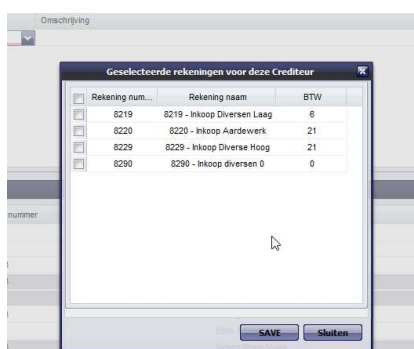 Omschrijving
Geselecteerde rekeningen voor deze Crediteur
Rekening num... Rekening naam BTW
8219 8219 - Inkoop Diversen Laag 6
8220 8220 - Inkoop Aardewerk 21
8229 8229 - Inkoop Diverse Hoog 21
8290 8290 - Inkoop diversen 0 0
nummer
SAVE Sluiten